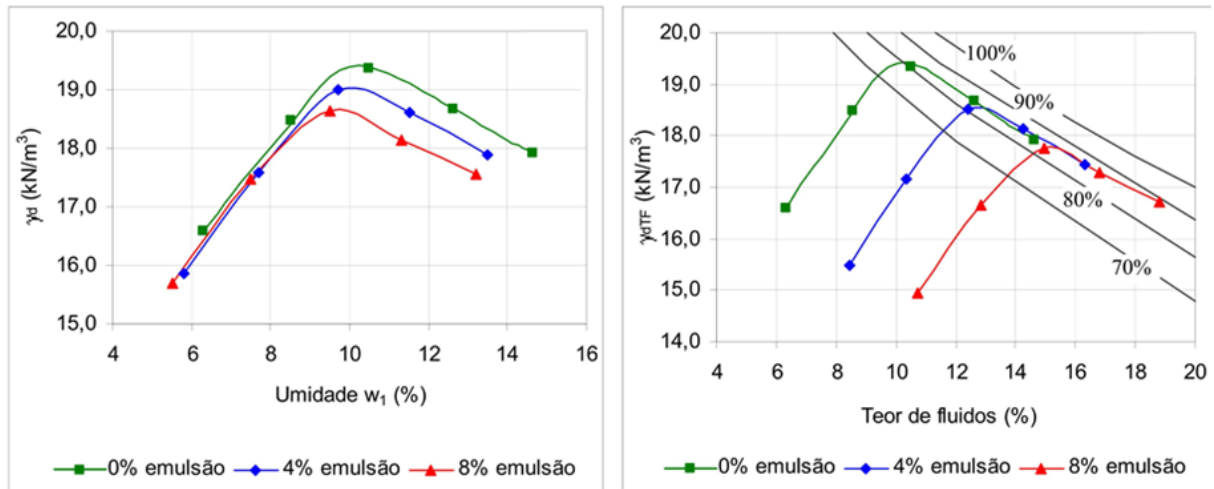 20,0
19,0
18,0
17,0
16,0
15,0
γd (kN/m³)
4 6 8 10 12 14 16
Umidade w₁ (%)
0% emulsão 4% emulsão 8% emulsão
20,0
19,0
18,0
17,0
16,0
15,0
14,0
γdTF (kN/m³)
100%
90%
80%
70%
4 6 8 10 12 14 16 18 20
Teor de fluidos (%)
0% emulsão 4% emulsão 8% emulsão